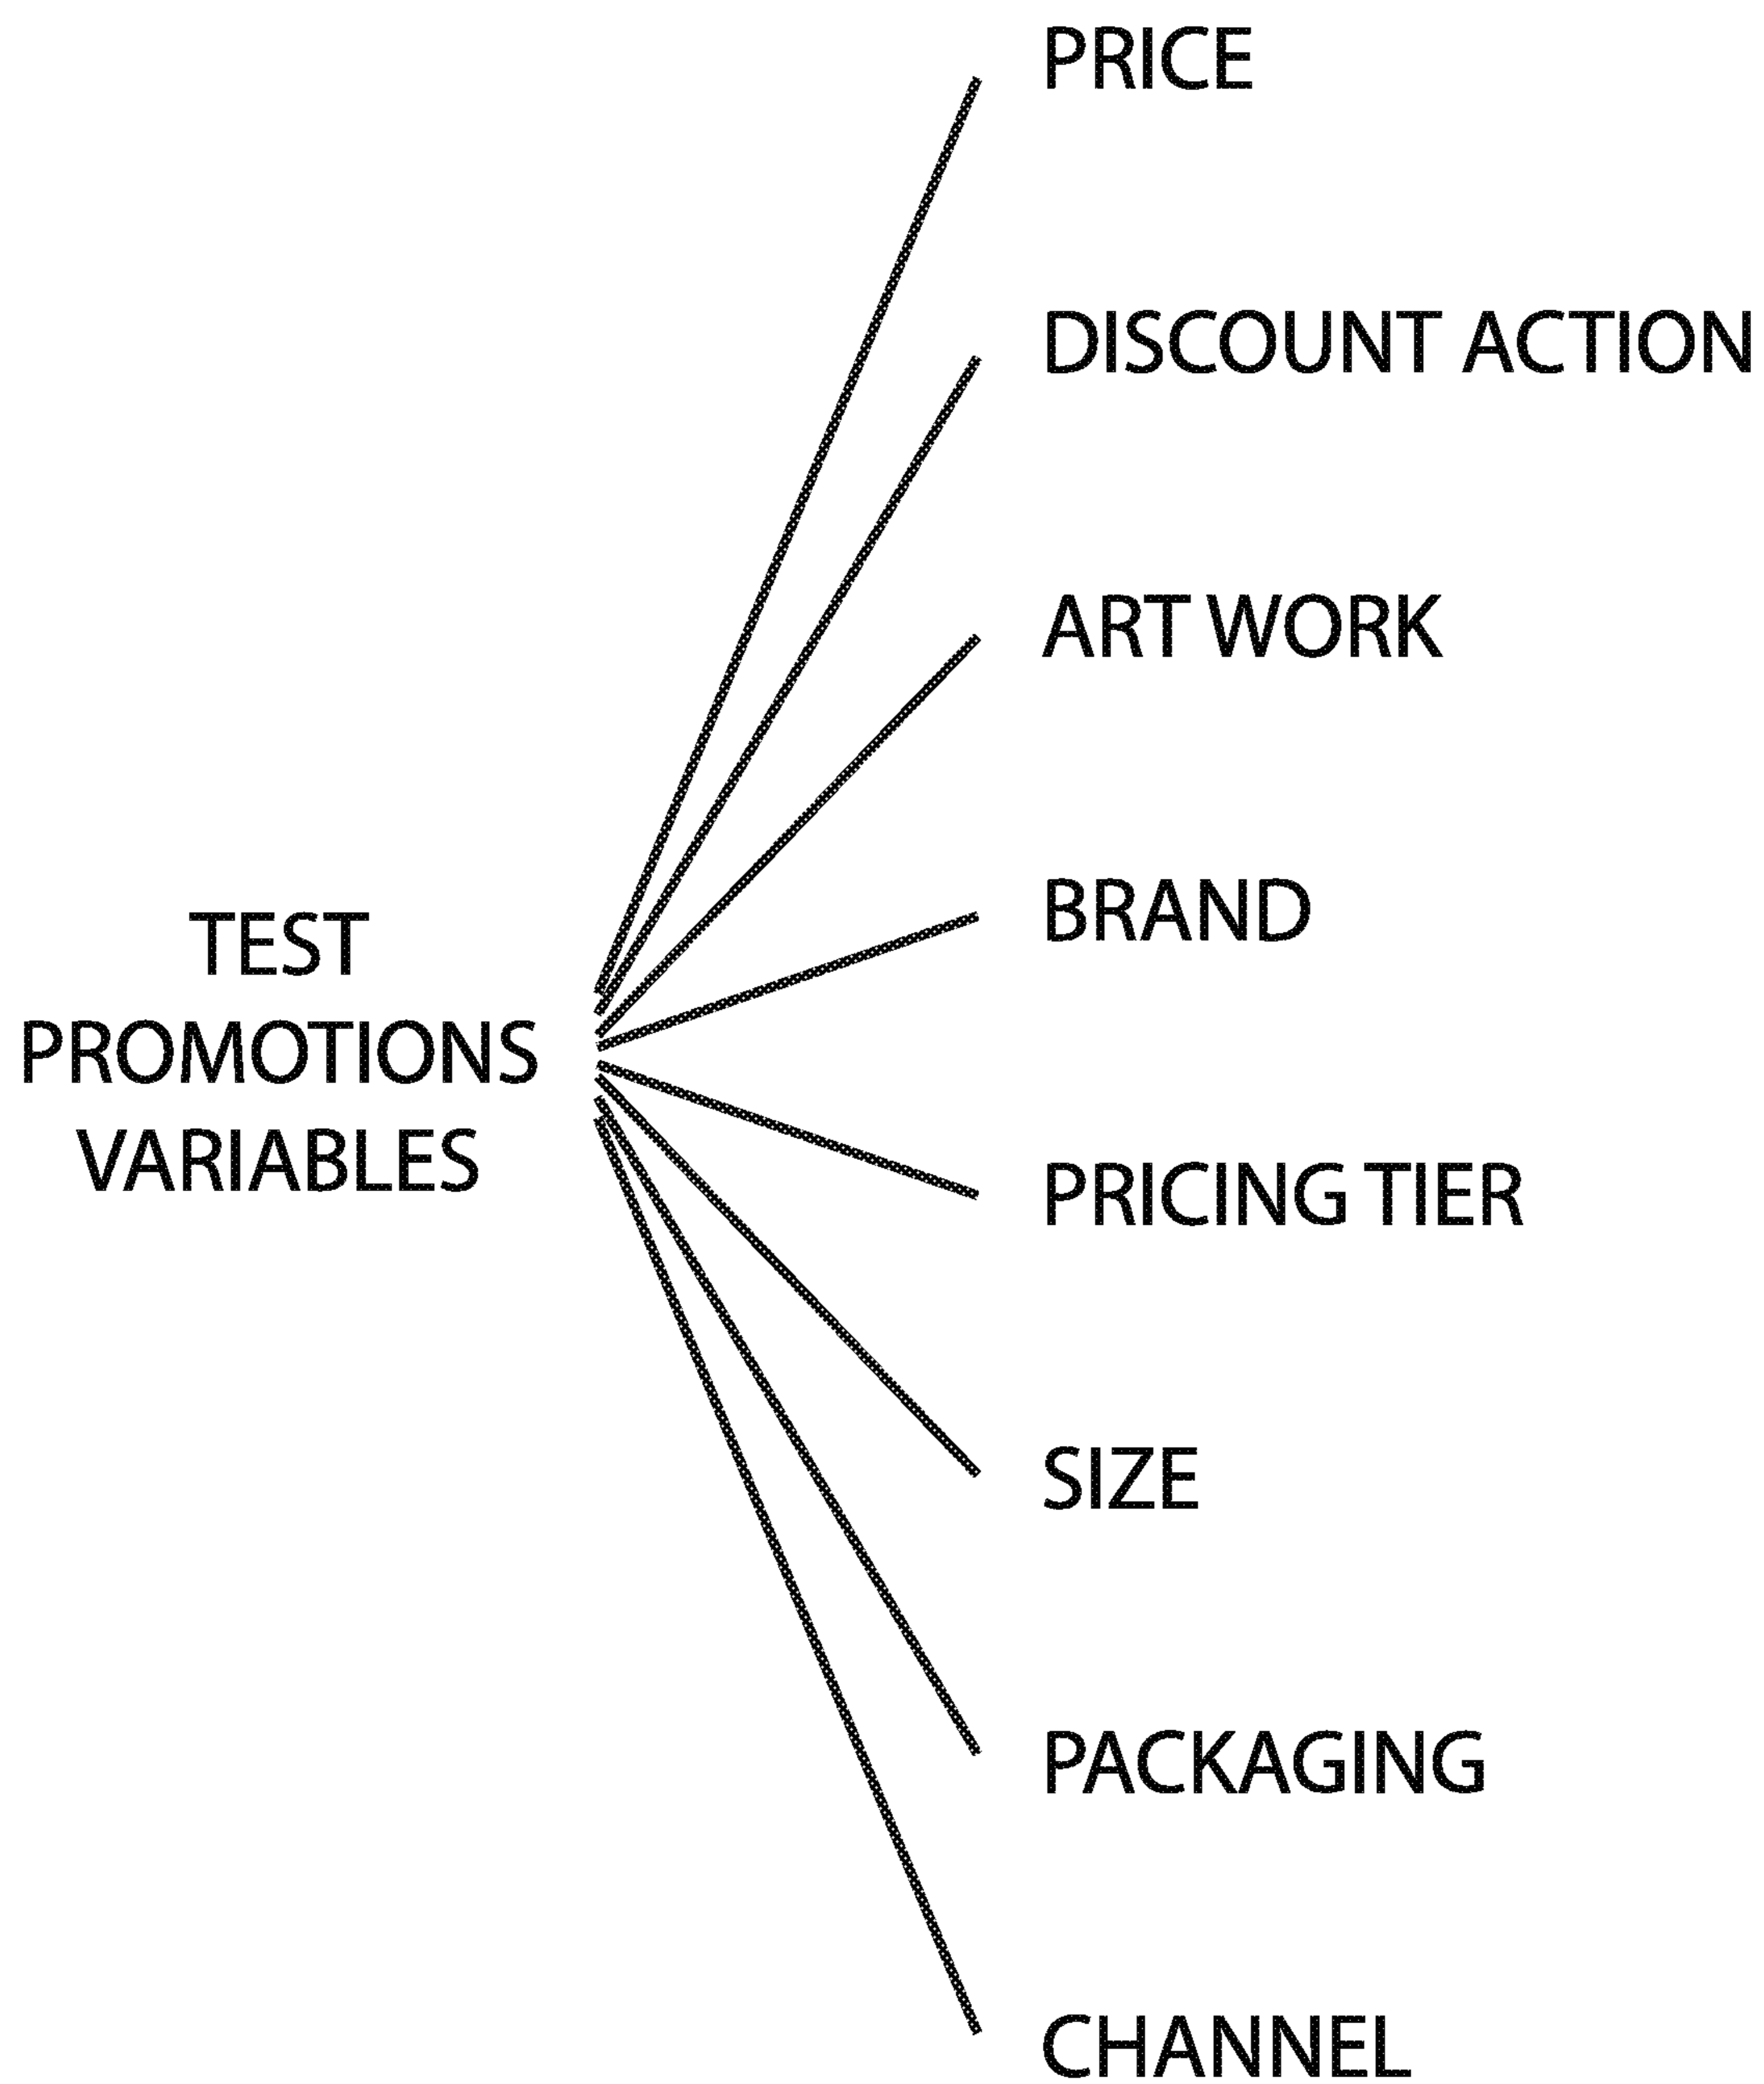 PRICE
DISCOUNT ACTION
ART WORK
BRAND
TEST
PROMOTIONS
VARIABLES
PRICING TIER
SIZE
PACKAGING
CHANNEL